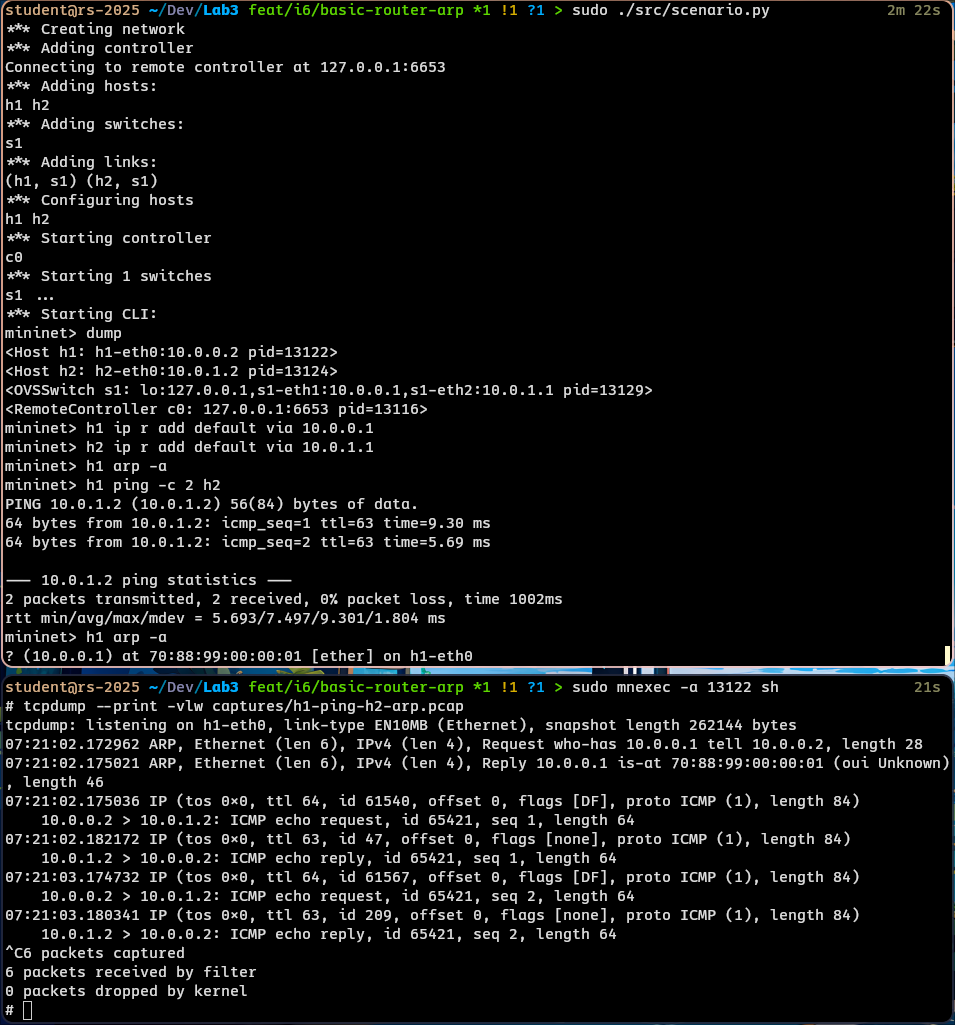 student@rs-2025 ~/Dev/Lab3 feat/i6/basic-router-arp *1 !1 ?1 > sudo ./src/scenario.py 2m 22s
*** Creating network
*** Adding controller
Connecting to remote controller at 127.0.0.1:6653
*** Adding hosts:
h1 h2
*** Adding switches:
s1
*** Adding links:
(h1, s1) (h2, s1)
*** Configuring hosts
h1 h2
*** Starting controller
c0
*** Starting 1 switches
s1 ...
*** Starting CLI:
mininet> dump
<Host h1: h1-eth0:10.0.0.2 pid=13122>
<Host h2: h2-eth0:10.0.1.2 pid=13124>
<OVSSwitch s1: lo:127.0.0.1,s1-eth1:10.0.0.1,s1-eth2:10.0.1.1 pid=13129>
<RemoteController c0: 127.0.0.1:6653 pid=13116>
mininet> h1 ip r add default via 10.0.0.1
mininet> h2 ip r add default via 10.0.1.1
mininet> h1 arp -a
mininet> h1 ping -c 2 h2
PING 10.0.1.2 (10.0.1.2) 56(84) bytes of data.
64 bytes from 10.0.1.2: icmp_seq=1 ttl=63 time=9.30 ms
64 bytes from 10.0.1.2: icmp_seq=2 ttl=63 time=5.69 ms
--- 10.0.1.2 ping statistics ---
2 packets transmitted, 2 received, 0% packet loss, time 1002ms
rtt min/avg/max/mdev = 5.693/7.497/9.301/1.804 ms
mininet> h1 arp -a
? (10.0.0.1) at 70:88:99:00:00:01 [ether] on h1-eth0
student@rs-2025 ~/Dev/Lab3 feat/i6/basic-router-arp *1 !1 ?1 > sudo mnexec -a 13122 sh 21s
# tcpdump --print -vlw captures/h1-ping-h2-arp.pcap
tcpdump: listening on h1-eth0, link-type EN10MB (Ethernet), snapshot length 262144 bytes
07:21:02.172962 ARP, Ethernet (len 6), IPv4 (len 4), Request who-has 10.0.0.1 tell 10.0.0.2, length 28
07:21:02.175021 ARP, Ethernet (len 6), IPv4 (len 4), Reply 10.0.0.1 is-at 70:88:99:00:00:01 (oui Unknown)
, length 46
07:21:02.175036 IP (tos 0x0, ttl 64, id 61540, offset 0, flags [DF], proto ICMP (1), length 84)
10.0.0.2 > 10.0.1.2: ICMP echo request, id 65421, seq 1, length 64
07:21:02.182172 IP (tos 0x0, ttl 63, id 47, offset 0, flags [none], proto ICMP (1), length 84)
10.0.1.2 > 10.0.0.2: ICMP echo reply, id 65421, seq 1, length 64
07:21:03.174732 IP (tos 0x0, ttl 64, id 61567, offset 0, flags [DF], proto ICMP (1), length 84)
10.0.0.2 > 10.0.1.2: ICMP echo request, id 65421, seq 2, length 64
07:21:03.180341 IP (tos 0x0, ttl 63, id 209, offset 0, flags [none], proto ICMP (1), length 84)
10.0.1.2 > 10.0.0.2: ICMP echo reply, id 65421, seq 2, length 64
^C6 packets captured
6 packets received by filter
0 packets dropped by kernel
#